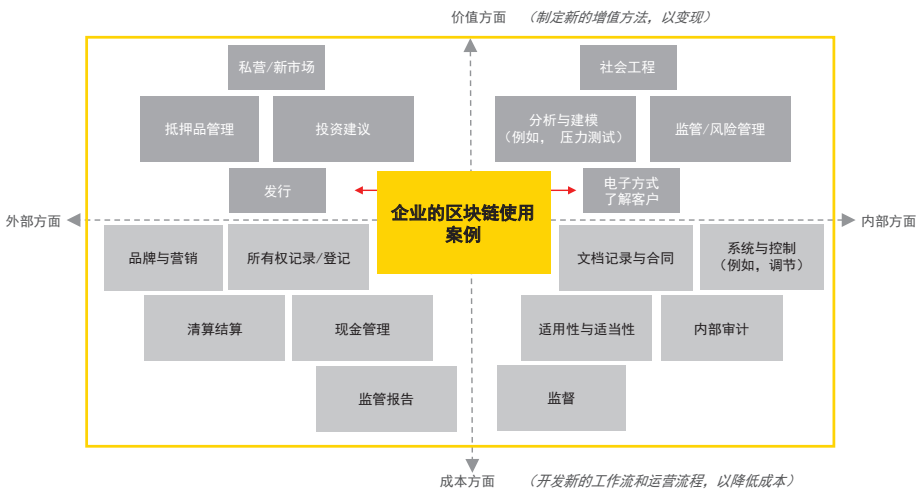 价值方面 （制定新的增值方法，以变现）
私营/新市场
社会工程
抵押品管理
投资建议
分析与建模
（例如， 压力测试）
监管/风险管理
发行
电子方式
了解客户
企业的区块链使用
案例
外部方面
内部方面
品牌与营销
所有权记录/登记
文档记录与合同
系统与控制
（例如，调节）
清算结算
现金管理
适用性与适当性
内部审计
监管报告
监督
成本方面 （开发新的工作流和运营流程，以降低成本）